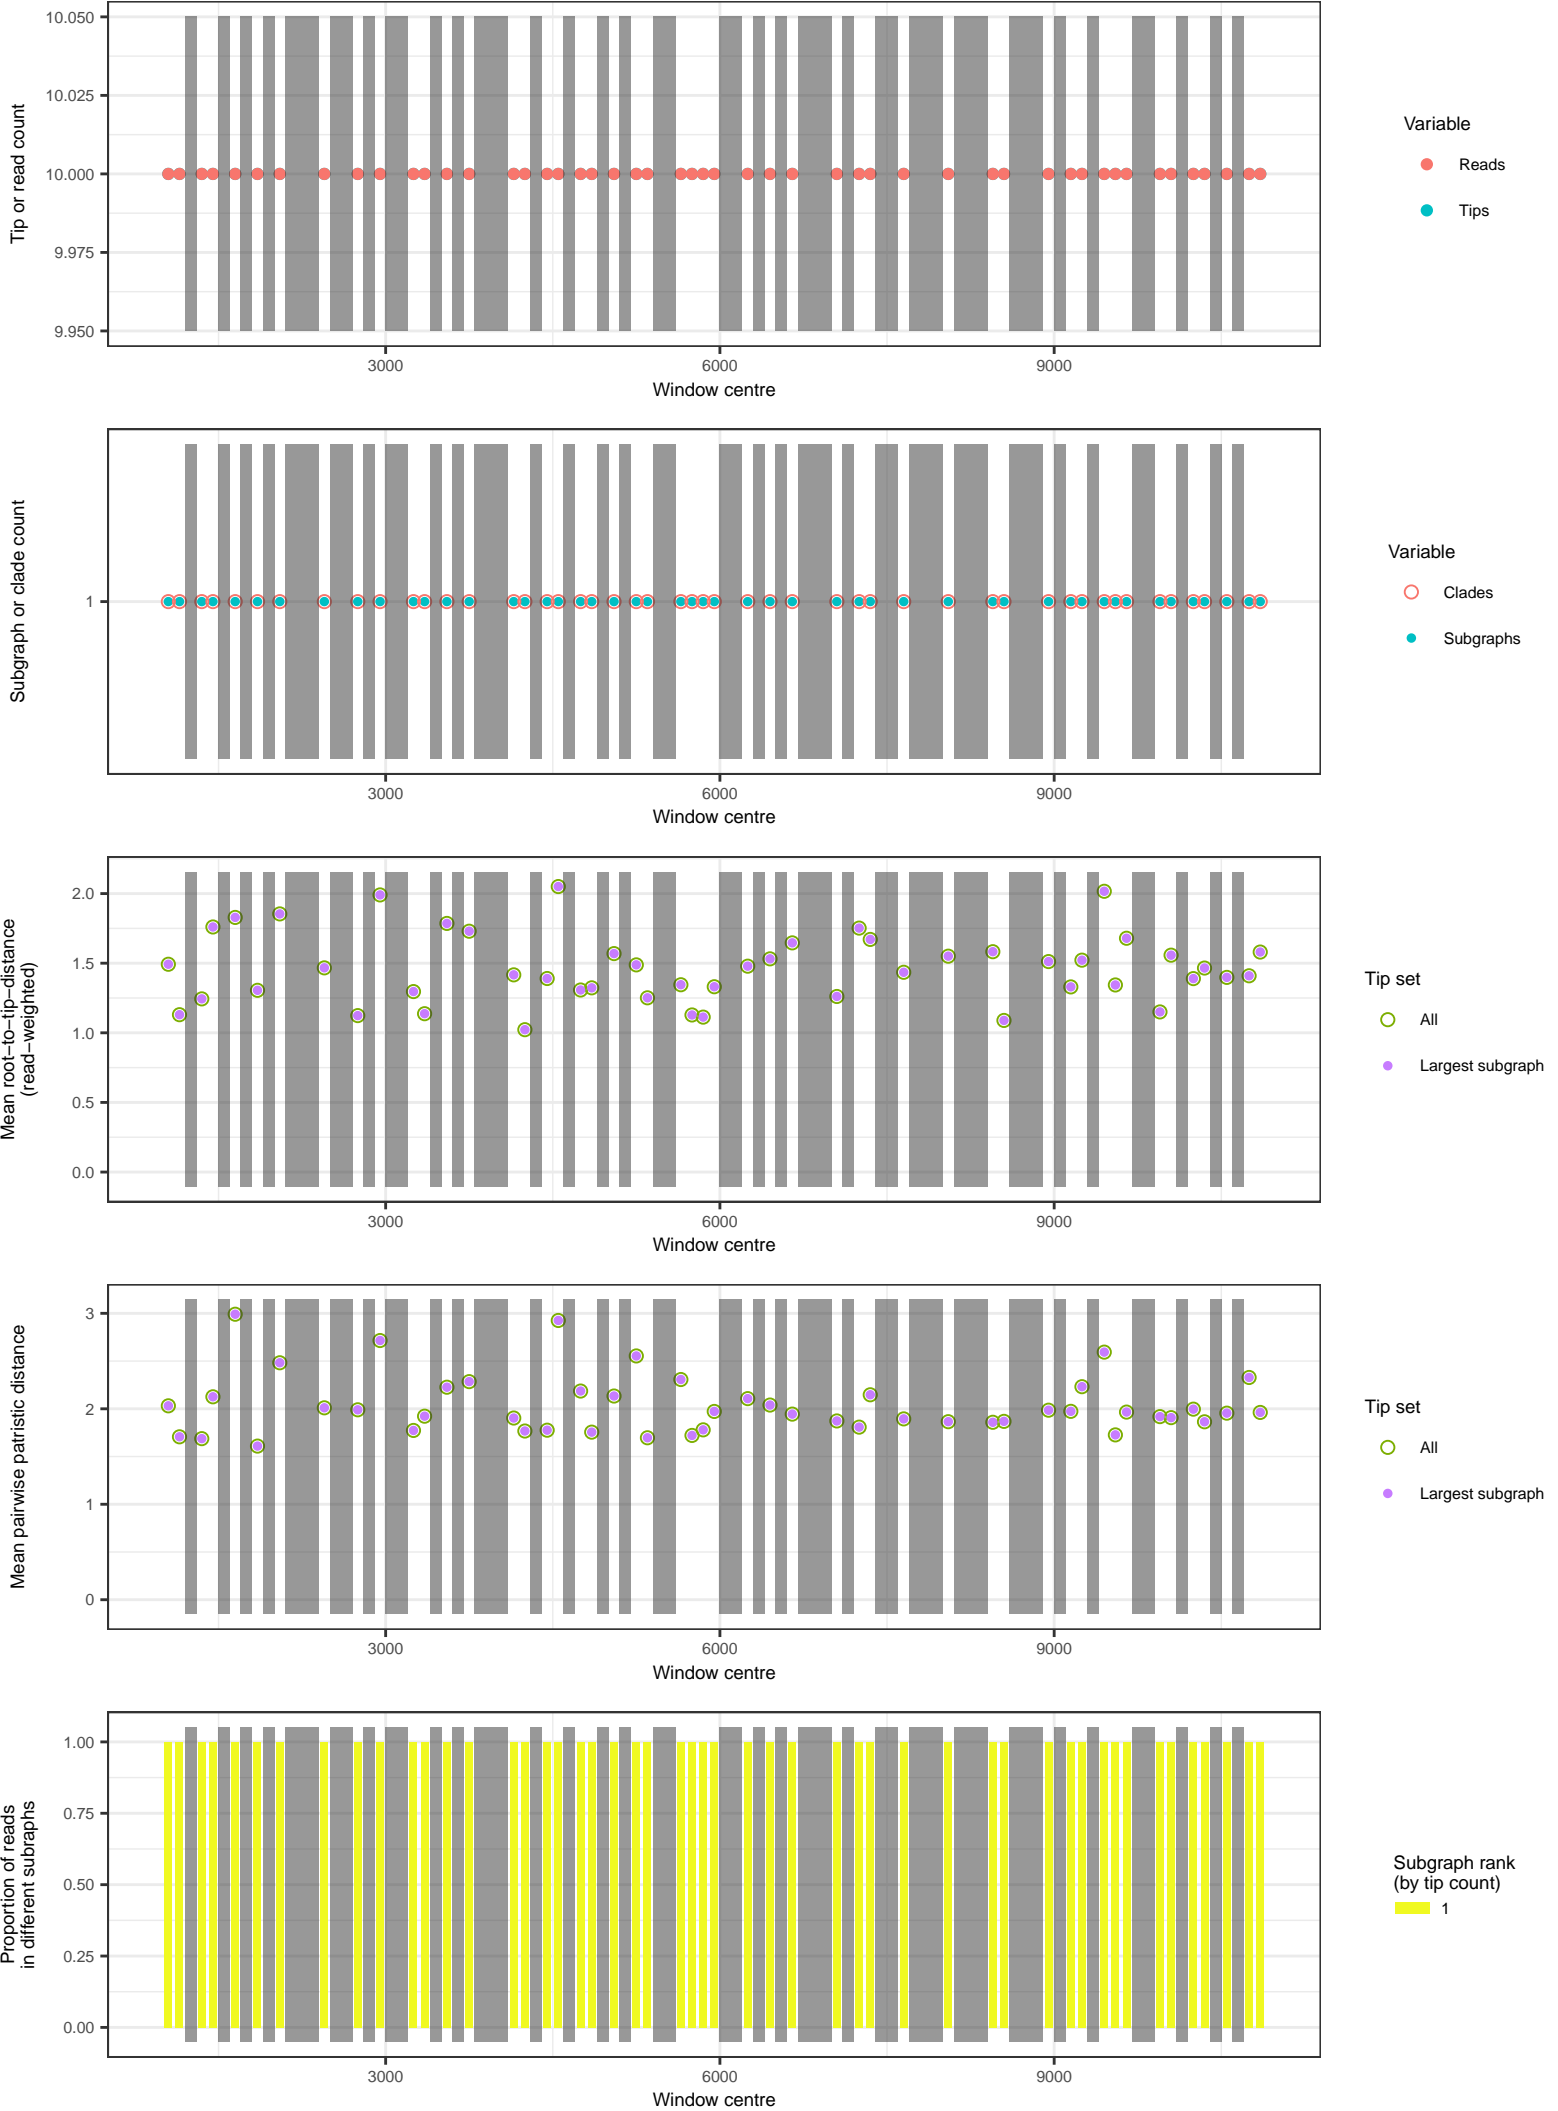 10.050
10.025
10.000
9.975
9.950
Tip or read count
3000
6000
9000
Window centre
Variable
Reads
Tips
1
Subgraph or clade count
3000
6000
9000
Window centre
Variable
Clades
Subgraphs
2.0
1.5
1.0
0.5
0.0
Mean root−to−tip−distance
(read−weighted)
3000
6000
9000
Window centre
Tip set
All
Largest subgraph
3
2
1
0
Mean pairwise patristic distance
3000
6000
9000
Window centre
Tip set
All
Largest subgraph
1.00
0.75
0.50
0.25
0.00
Proportion of reads
in different subraphs
3000
6000
9000
Window centre
Subgraph rank
(by tip count)
1